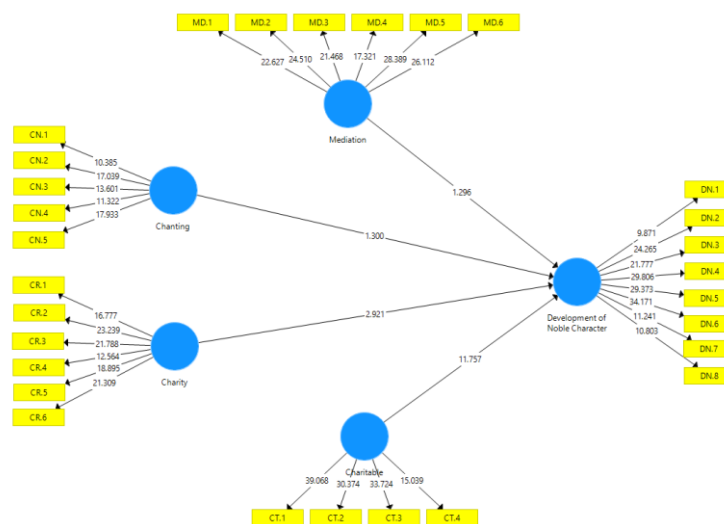 MD.1
MD.2
MD.3
MD.4
MD.5
MD.6
22.627
24.510
21.468
17.321
28.389
26.112
Mediation
CN.1
CN.2
CN.3
CN.4
CN.5
10.385
17.039
13.601
11.322
17.933
Chanting
1.296
1.300
2.921
11.757
CR.1
CR.2
CR.3
CR.4
CR.5
CR.6
16.777
23.239
21.788
12.564
18.895
21.309
Charity
DN.1
DN.2
DN.3
DN.4
DN.5
DN.6
DN.7
DN.8
9.871
24.265
21.777
29.806
29.373
34.171
11.241
10.803
Development of
Noble Character
Charitable
39.068
30.374
33.724
15.039
CT.1
CT.2
CT.3
CT.4